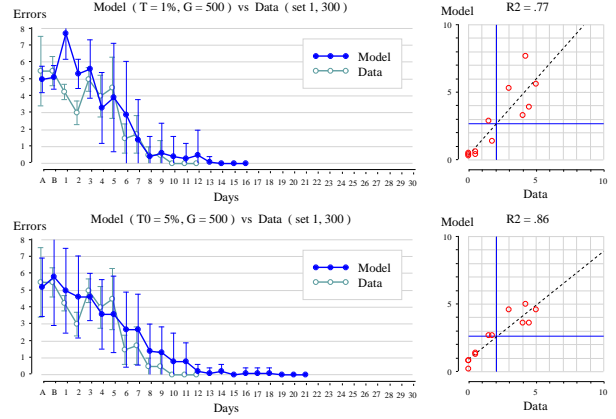 Model ( T = 1%, G = 500 ) vs Data ( set 1, 300 )
Errors
8
7
6
5
4
3
2
1
0
Model
Data
A B 1 2 3 4 5 6 7 8 9 10 11 12 13 14 15 16 17 18 19 20 21 22 23 24 25 26 27 28 29 30
Days
R2 = .77
Model
10
5
0
0 5 10
Data
Model ( T0 = 5%, G = 500 ) vs Data ( set 1, 300 )
Errors
8
7
6
5
4
3
2
1
0
Model
Data
A B 1 2 3 4 5 6 7 8 9 10 11 12 13 14 15 16 17 18 19 20 21 22 23 24 25 26 27 28 29 30
Days
R2 = .86
Model
10
5
0
0 5 10
Data